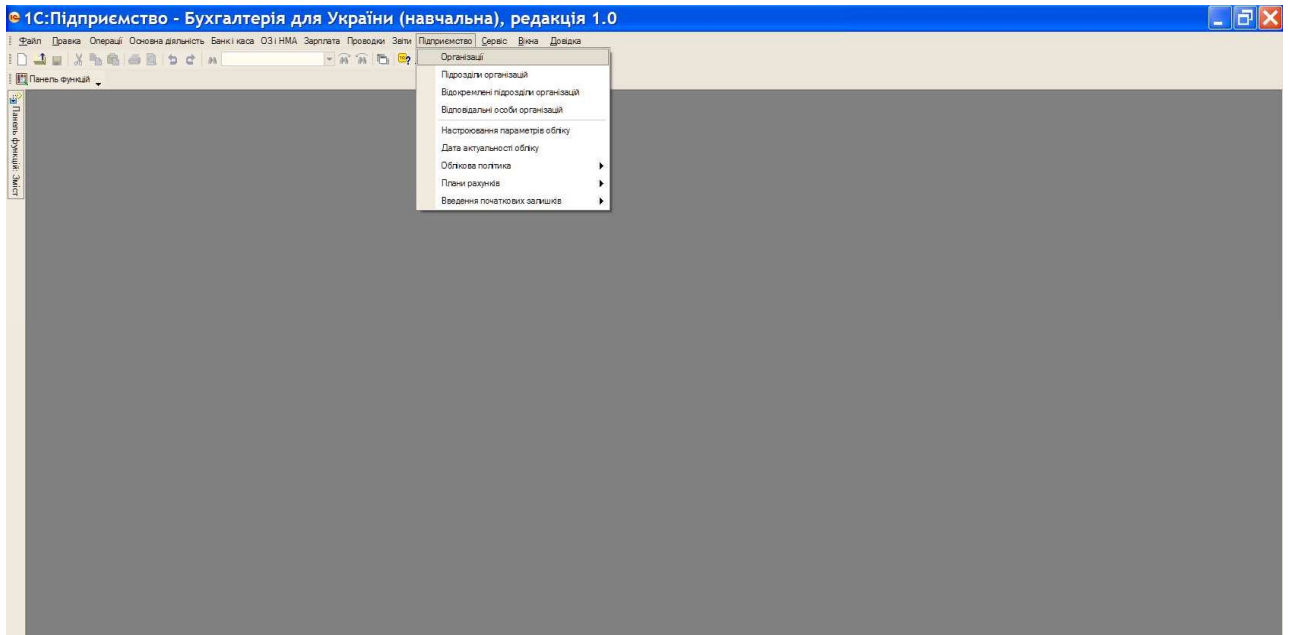 1С:Підприємство - Бухгалтерія для України (навчальна), редакція 1.0
Файл Правка Операції Основна діяльність Банк і каса ОЗ і НМА Зарплата Проводки Звіти Підприємство Сервіс Вікна Довідка
Панель функцій
Організації
Підрозділи організацій
Відокремлені підрозділи організацій
Відповідальні особи організацій
Настроювання параметрів обліку
Дата актуальності обліку
Облікова політика
Плани рахунків
Введення початкових залишків
Панель функцій: Зміст